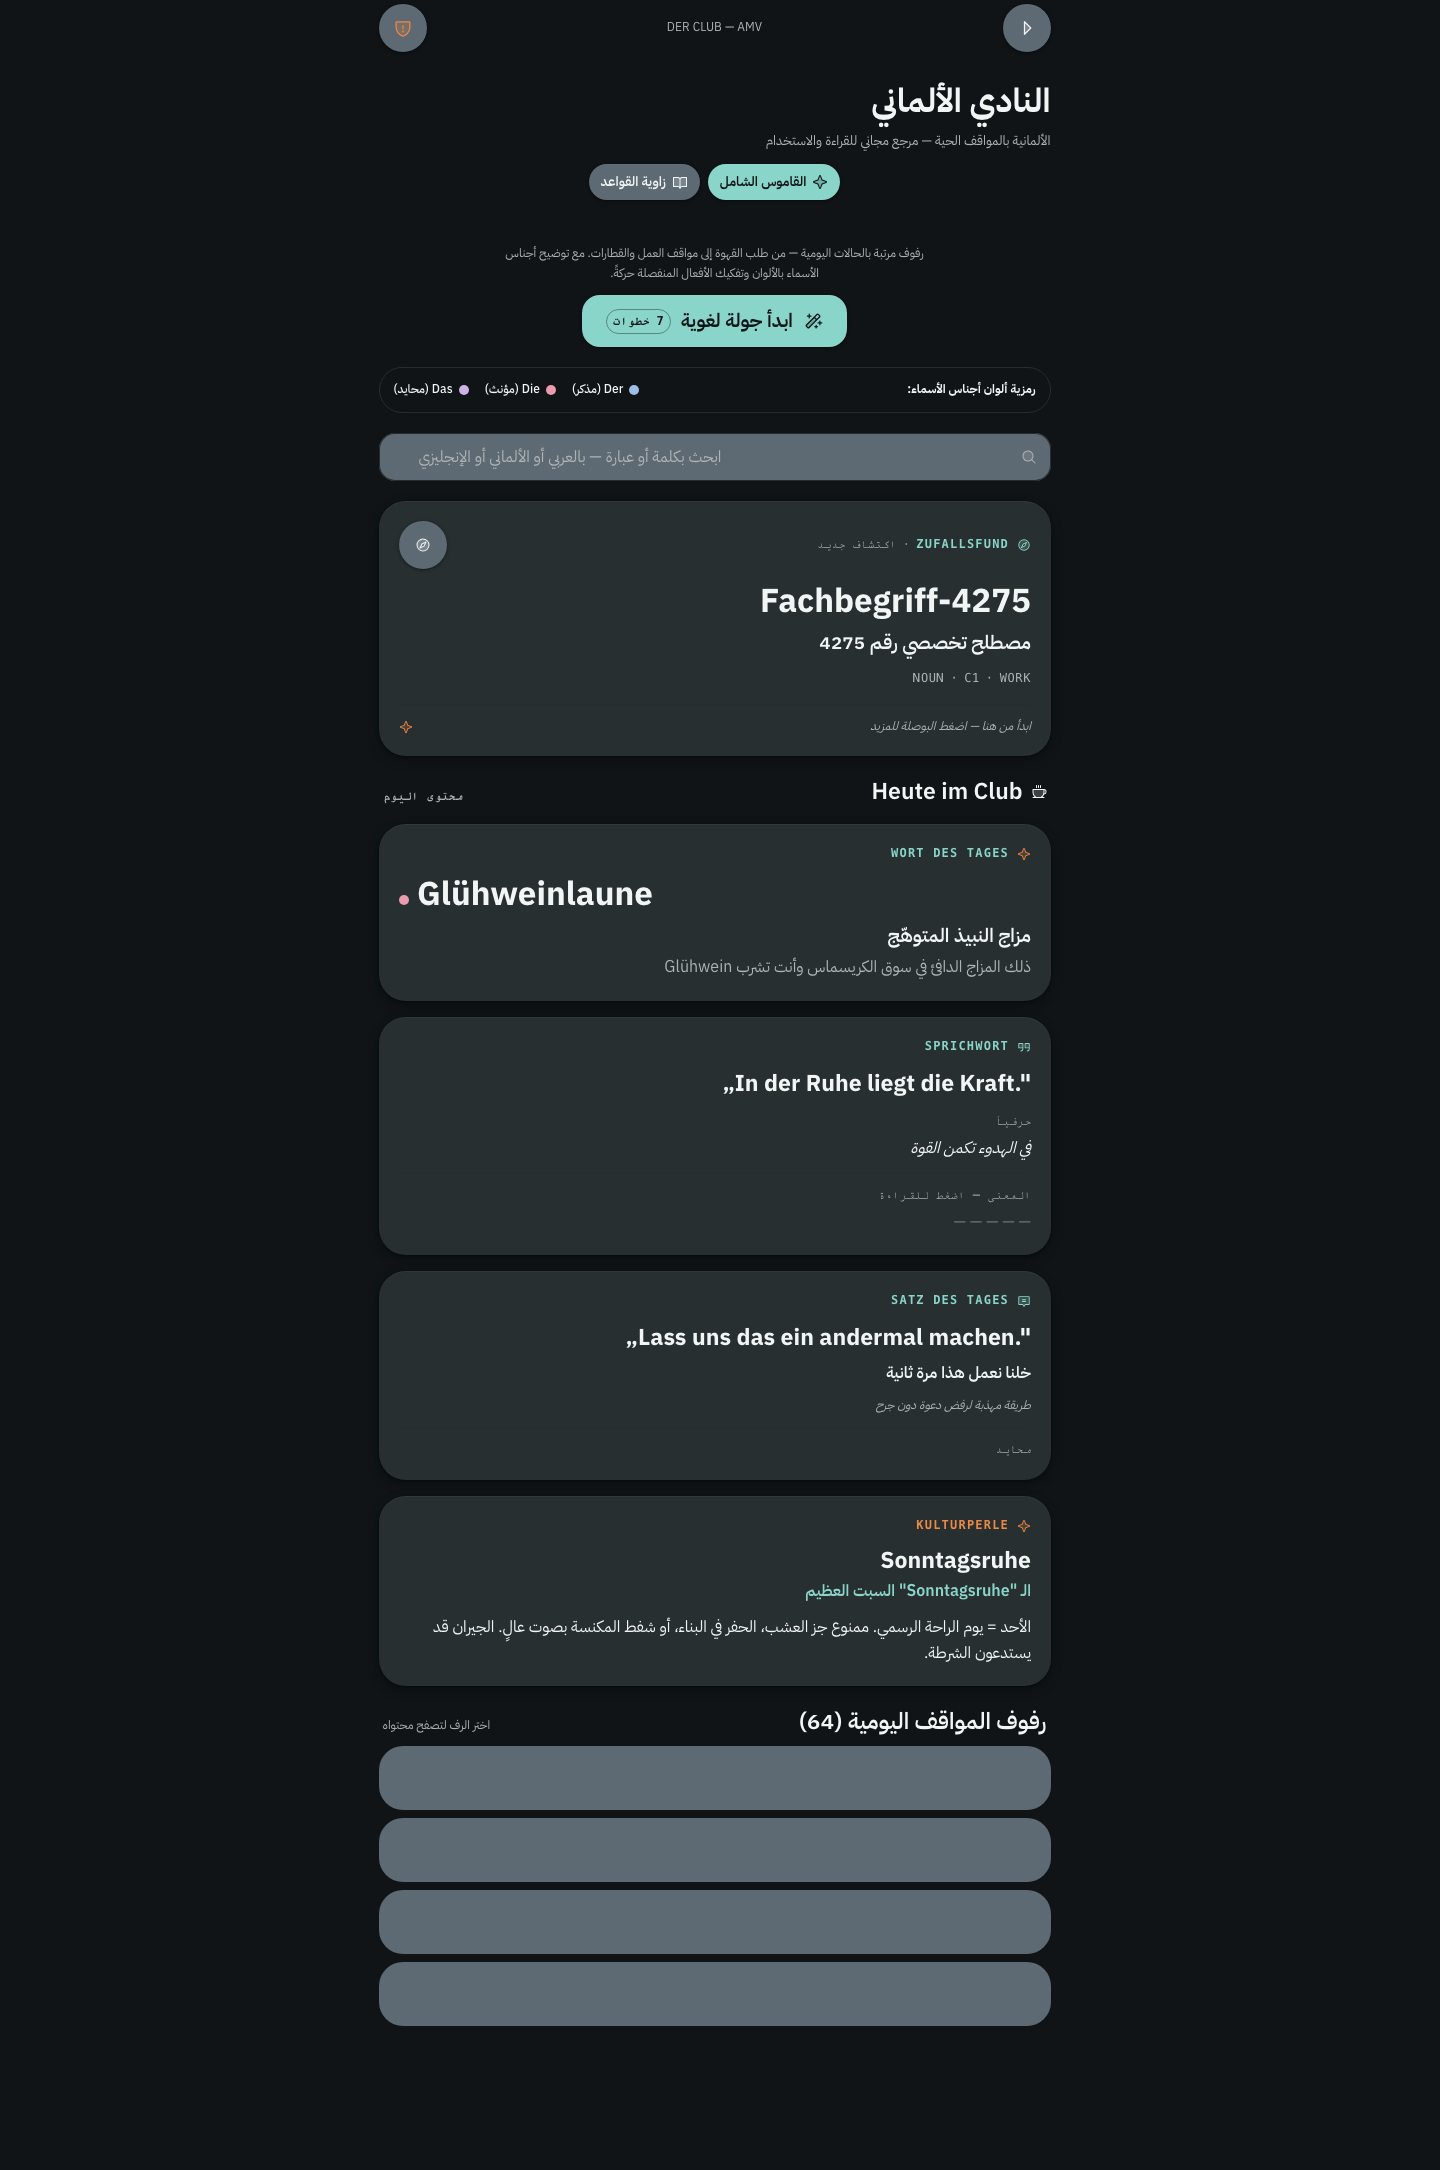 DER CLUB — AMV
النادي الألماني
الألمانية بالمواقف الحية — مرجع مجاني للقراءة والاستخدام
القاموس الشامل
زاوية القواعد
رفوف مرتبة بالحالات اليومية — من طلب القهوة إلى مواقف العمل والقطارات. مع توضيح أجناس
الأسماء بالألوان وتفكيك الأفعال المنفصلة حركةً.
ابدأ جولة لغوية 7 خطوات
رمزية ألوان أجناس الأسماء: Der (مذكر) Die (مؤنث) Das (محايد)
ابحث بكلمة أو عبارة — بالعربي أو الألماني أو الإنجليزي
ZUFALLSFUND · اكتشاف جديد
Fachbegriff-4275
مصطلح تخصصي رقم 4275
NOUN · C1 · WORK
ابدأ من هنا — اضغط البوصلة للمزيد
Heute im Club
محتوى اليوم
WORT DES TAGES
Glühweinlaune
مزاج النبيذ المتوهّج
ذلك المزاج الدافئ في سوق الكريسماس وأنت تشرب Glühwein
SPRICHWORT
„In der Ruhe liegt die Kraft."
حرفياً
في الهدوء تكمن القوة
المعنى — اضغط للقراءة
— — — — —
SATZ DES TAGES
„Lass uns das ein andermal machen."
خلنا نعمل هذا مرة ثانية
طريقة مهذبة لرفض دعوة دون جرح
محايد
KULTURPERLE
Sonntagsruhe
الـ "Sonntagsruhe" السبت العظيم
الأحد = يوم الراحة الرسمي. ممنوع جز العشب، الحفر في البناء، أو شفط المكنسة بصوت عالٍ. الجيران قد
يستدعون الشرطة.
رفوف المواقف اليومية (64)
اختر الرف لتصفح محتواه